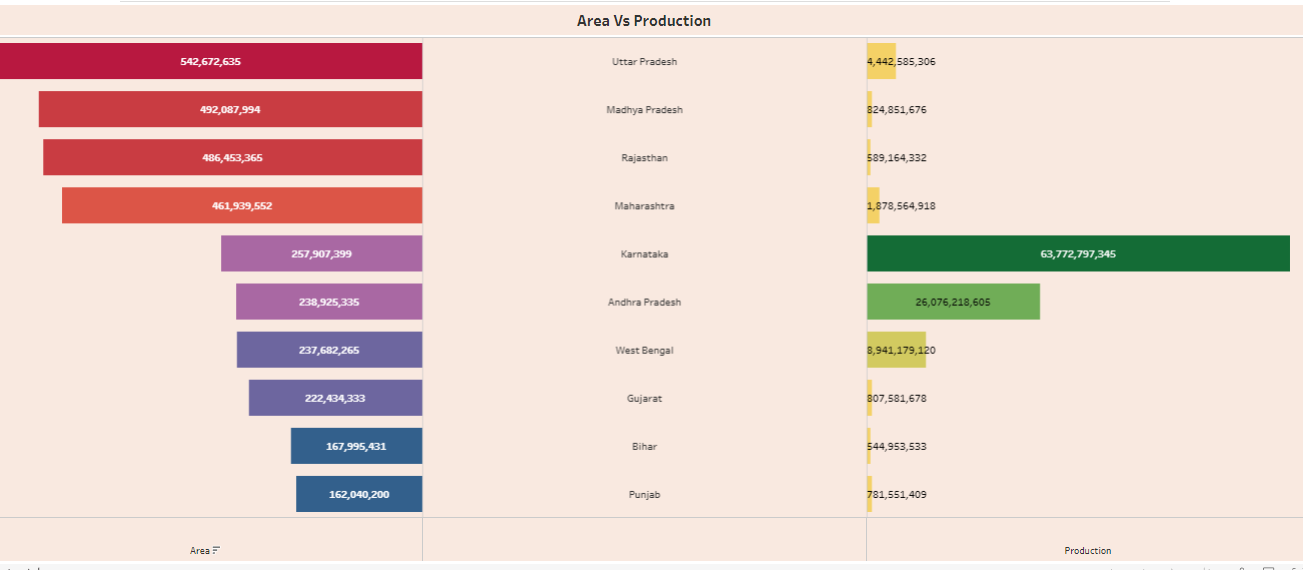 Area Vs Production
542,672,635 Uttar Pradesh 4,442,585,306
492,087,994 Madhya Pradesh 824,851,676
486,453,365 Rajasthan 589,164,332
461,939,552 Maharashtra 1,878,564,918
257,907,399 Karnataka 63,772,797,345
238,925,335 Andhra Pradesh 26,076,218,605
237,682,265 West Bengal 8,941,179,120
222,434,333 Gujarat 807,581,678
167,995,431 Bihar 544,953,533
162,040,200 Punjab 781,551,409
Area Production